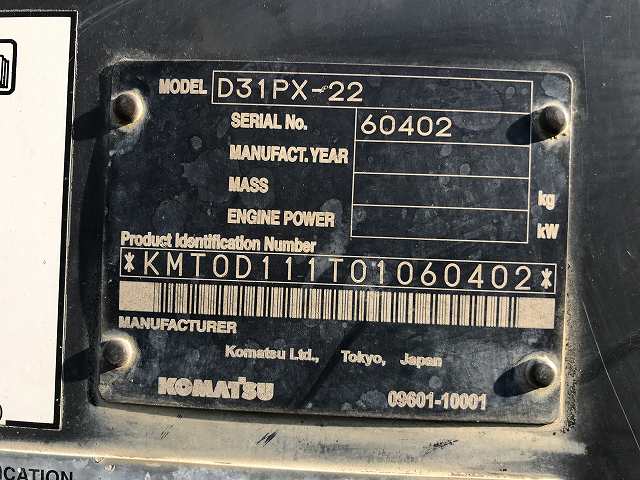 MODEL D31PX-22
SERIAL No. 60402
MANUFACT. YEAR
MASS kg
ENGINE POWER kW
Product Identification Number
*KMT0D111T01060402*
MANUFACTURER
Komatsu Ltd., Tokyo, Japan
KOMATSU 09601-10001
ICATION